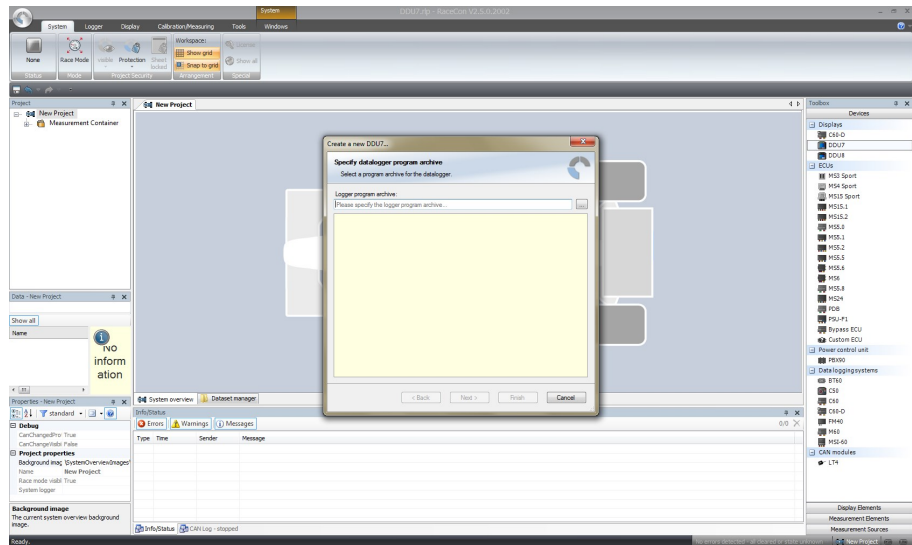 System
DDU7.rp - RaceCon V2.5.0.2002
System Logger Display Calibration/Measuring Tools Windows
None
Race Mode
visible
Protection
Sheet locked
Workspace:
Show grid
Snap to grid
Show all
Status
Mode
Project Security
Arrangement
Special
Project
New Project
Measurement Container
New Project
Create a new DDU7...
Specify datalogger program archive
Select a program archive for the datalogger.
Logger program archive:
Please specify the logger program archive...
...
< Back
Next >
Finish
Cancel
Data - New Project
Show all
Name
No
inform
ation
Properties - New Project
standard
Debug
CanChangedPro True
CanChangeVisibl False
Project properties
Background imag \SystemOverviewImages\
Name New Project
Race mode visibl True
System logger
Background image
The current system overview background
image.
System overview
Dataset manager
Info/Status
Errors
Warnings
Messages
0/0
Type Time Sender Message
Info/Status
CAN Log - stopped
Toolbox
Devices
Displays
C60-D
DDU7
DDU8
ECUs
MS3 Sport
MS4 Sport
MS15 Sport
MS15.1
MS15.2
MS5.0
MS5.1
MS5.2
MS5.5
MS5.6
MS6
MS5.8
MS24
PDB
PSU-F1
Bypass ECU
Custom ECU
Power control unit
PBX90
Data logging systems
BT60
C50
C60
C60-D
FM40
M60
MSI-60
CAN modules
LT4
Display Elements
Measurement Elements
Measurement Sources
Ready.
New Project